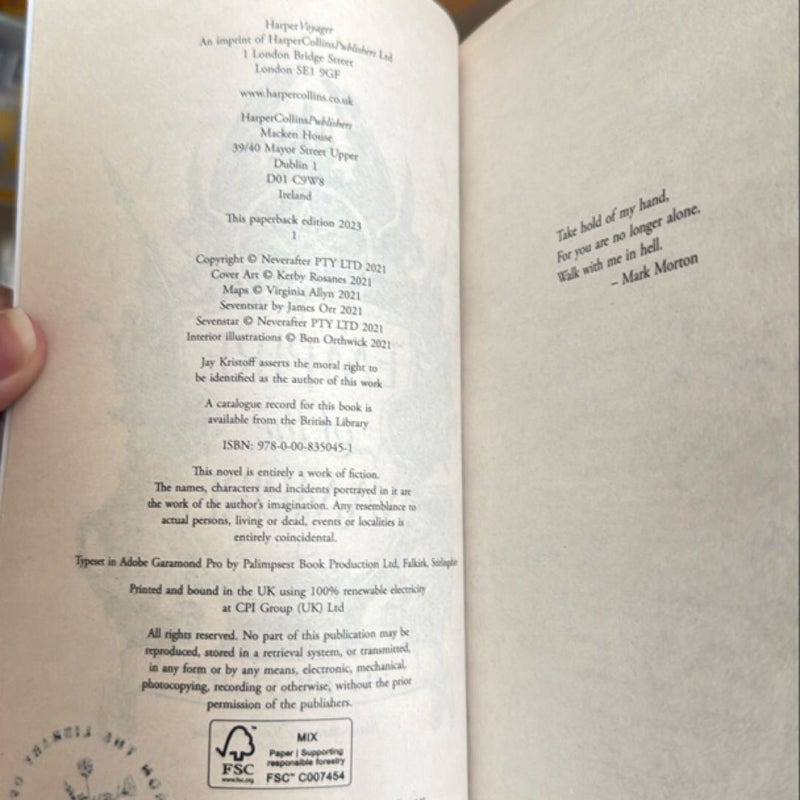 HarperVoyager
An imprint of HarperCollinsPublishers Ltd
1 London Bridge Street
London SE1 9GF
www.harpercollins.co.uk
HarperCollinsPublishers
Macken House
39/40 Mayor Street Upper
Dublin 1
D01 C9W8
Ireland
This paperback edition 2023
1
Copyright © Neverafter PTY LTD 2021
Cover Art © Kerby Rosanes 2021
Maps © Virginia Allyn 2021
Seventstar by James Orr 2021
Sevenstar © Neverafter PTY LTD 2021
Interior illustrations © Bon Orthwick 2021
Jay Kristoff asserts the moral right to
be identified as the author of this work
A catalogue record for this book is
available from the British Library
ISBN: 978-0-00-835045-1
This novel is entirely a work of fiction.
The names, characters and incidents portrayed in it are
the work of the author's imagination. Any resemblance to
actual persons, living or dead, events or localities is
entirely coincidental.
Typeset in Adobe Garamond Pro by Palimpsest Book Production Ltd, Falkirk,
Printed and bound in the UK using 100% renewable electricity
at CPI Group (UK) Ltd
All rights reserved. No part of this publication may be
reproduced, stored in a retrieval system, or transmitted,
in any form or by any means, electronic, mechanical,
photocopying, recording or otherwise, without the prior
permission of the publishers.
FSC
www.fsc.org
MIX
Paper | Supporting
responsible forestry
FSC™ C007454
Take hold of my hand,
For you are no longer alone.
Walk with me in hell.
– Mark Morton